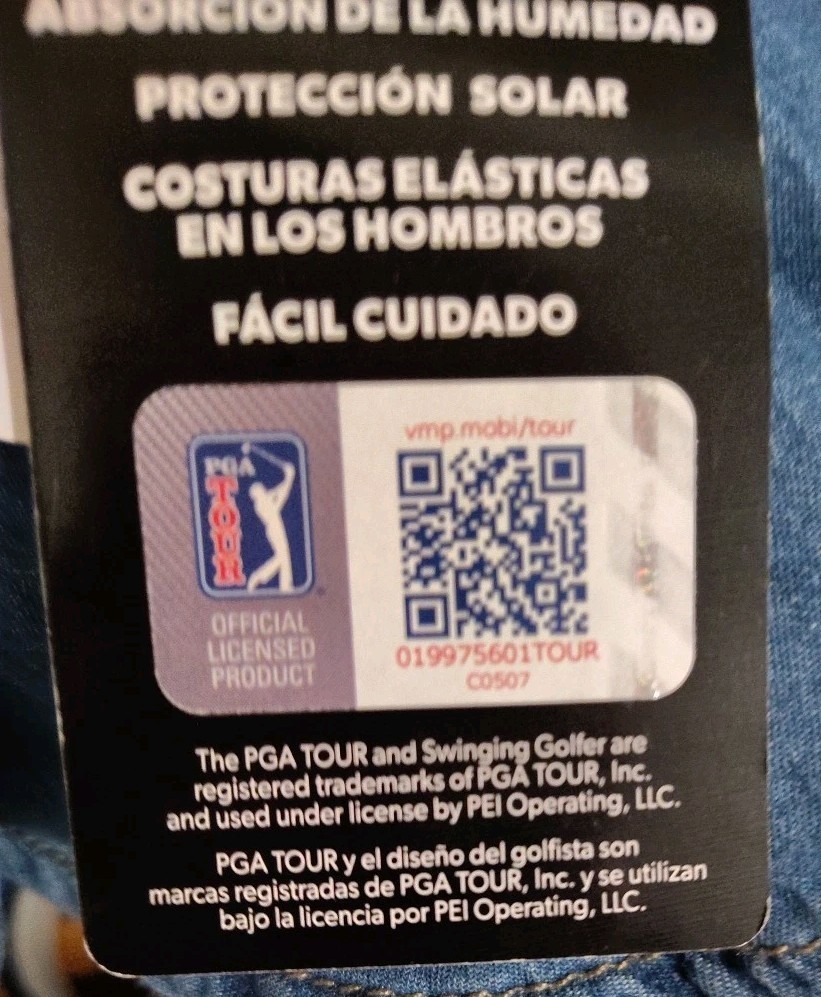 ABSORCIÓN DE LA HUMEDAD
PROTECCIÓN SOLAR
COSTURAS ELÁSTICAS
EN LOS HOMBROS
FÁCIL CUIDADO
PGA
TOUR
OFFICIAL
LICENSED
PRODUCT
vmp.mobi/tour
019975601TOUR
C0507
The PGA TOUR and Swinging Golfer are
registered trademarks of PGA TOUR, Inc.
and used under license by PEI Operating, LLC.
PGA TOUR y el diseño del golfista son
marcas registradas de PGA TOUR, Inc. y se utilizan
bajo la licencia por PEI Operating, LLC.